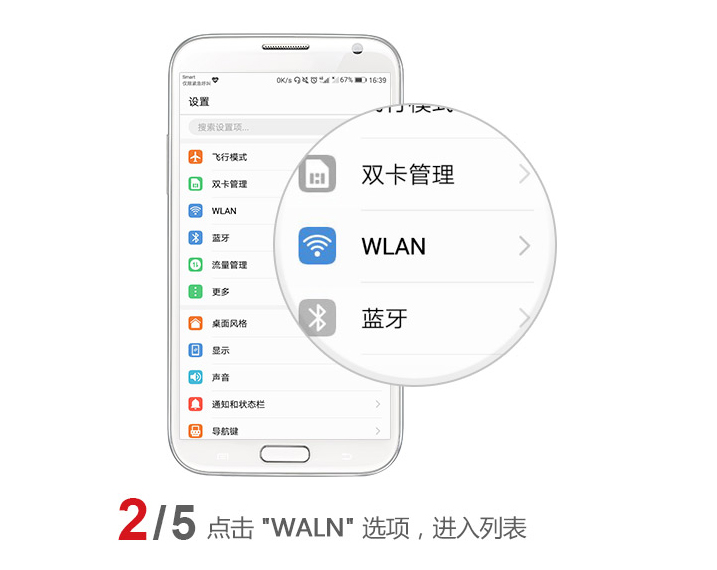 Smart
仅限紧急呼叫
0K/s 67% 16:39
设置
搜索设置项...
飞行模式
双卡管理
WLAN
蓝牙
流量管理
更多
桌面风格
显示
声音
通知和状态栏
导航键
飞行模式
双卡管理
WLAN
蓝牙
2/5 点击 "WALN" 选项，进入列表